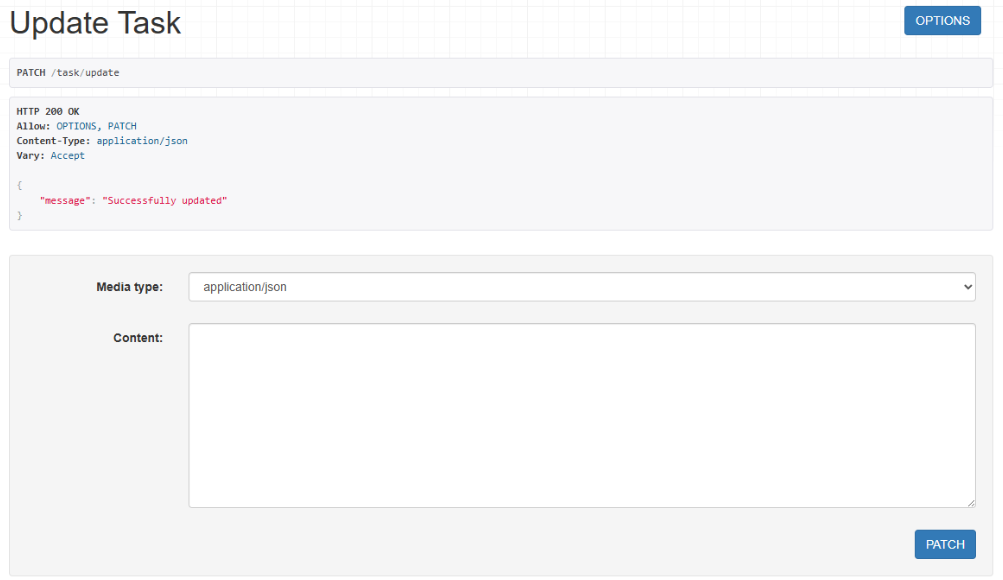 Update Task
OPTIONS
PATCH /task/update
HTTP 200 OK
Allow: OPTIONS, PATCH
Content-Type: application/json
Vary: Accept
{
    "message": "Successfully updated"
}
Media type: application/json
Content:
PATCH